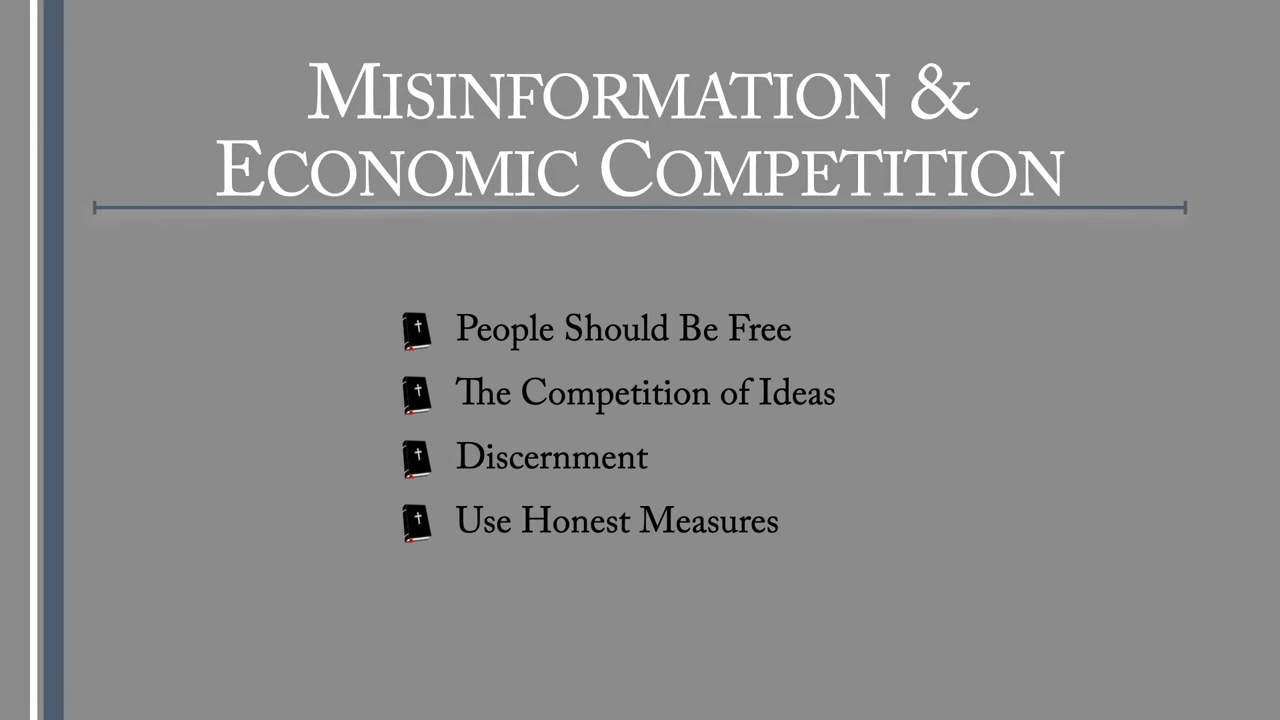 Misinformation &
Economic Competition
People Should Be Free
The Competition of Ideas
Discernment
Use Honest Measures